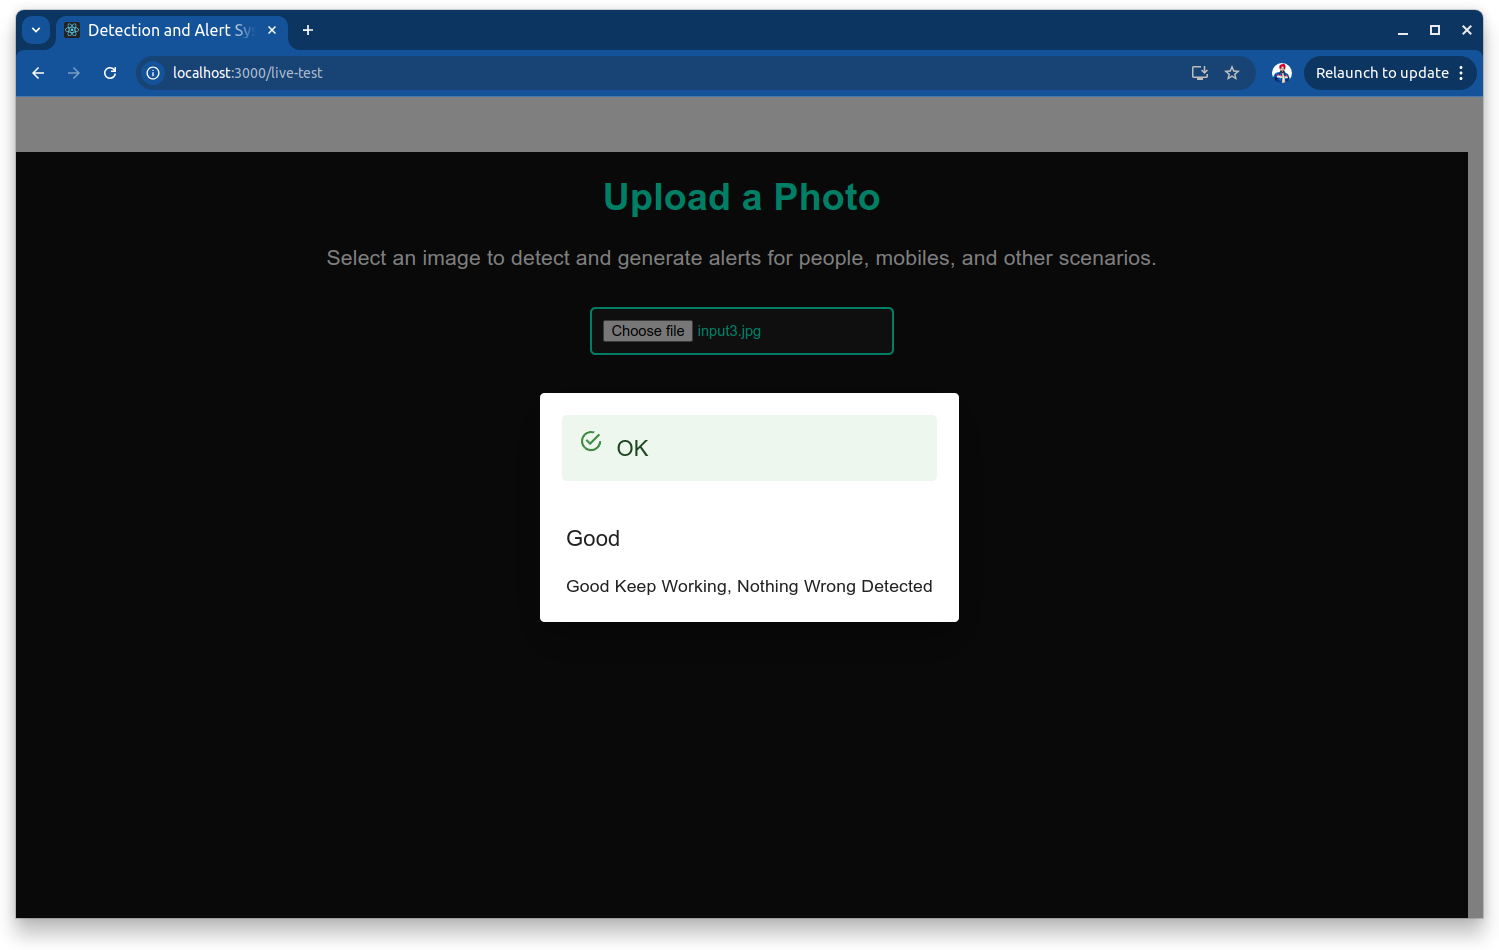 Detection and Alert Sys
localhost:3000/live-test
Relaunch to update
Upload a Photo
Select an image to detect and generate alerts for people, mobiles, and other scenarios.
Choose file input3.jpg
OK
Good
Good Keep Working, Nothing Wrong Detected